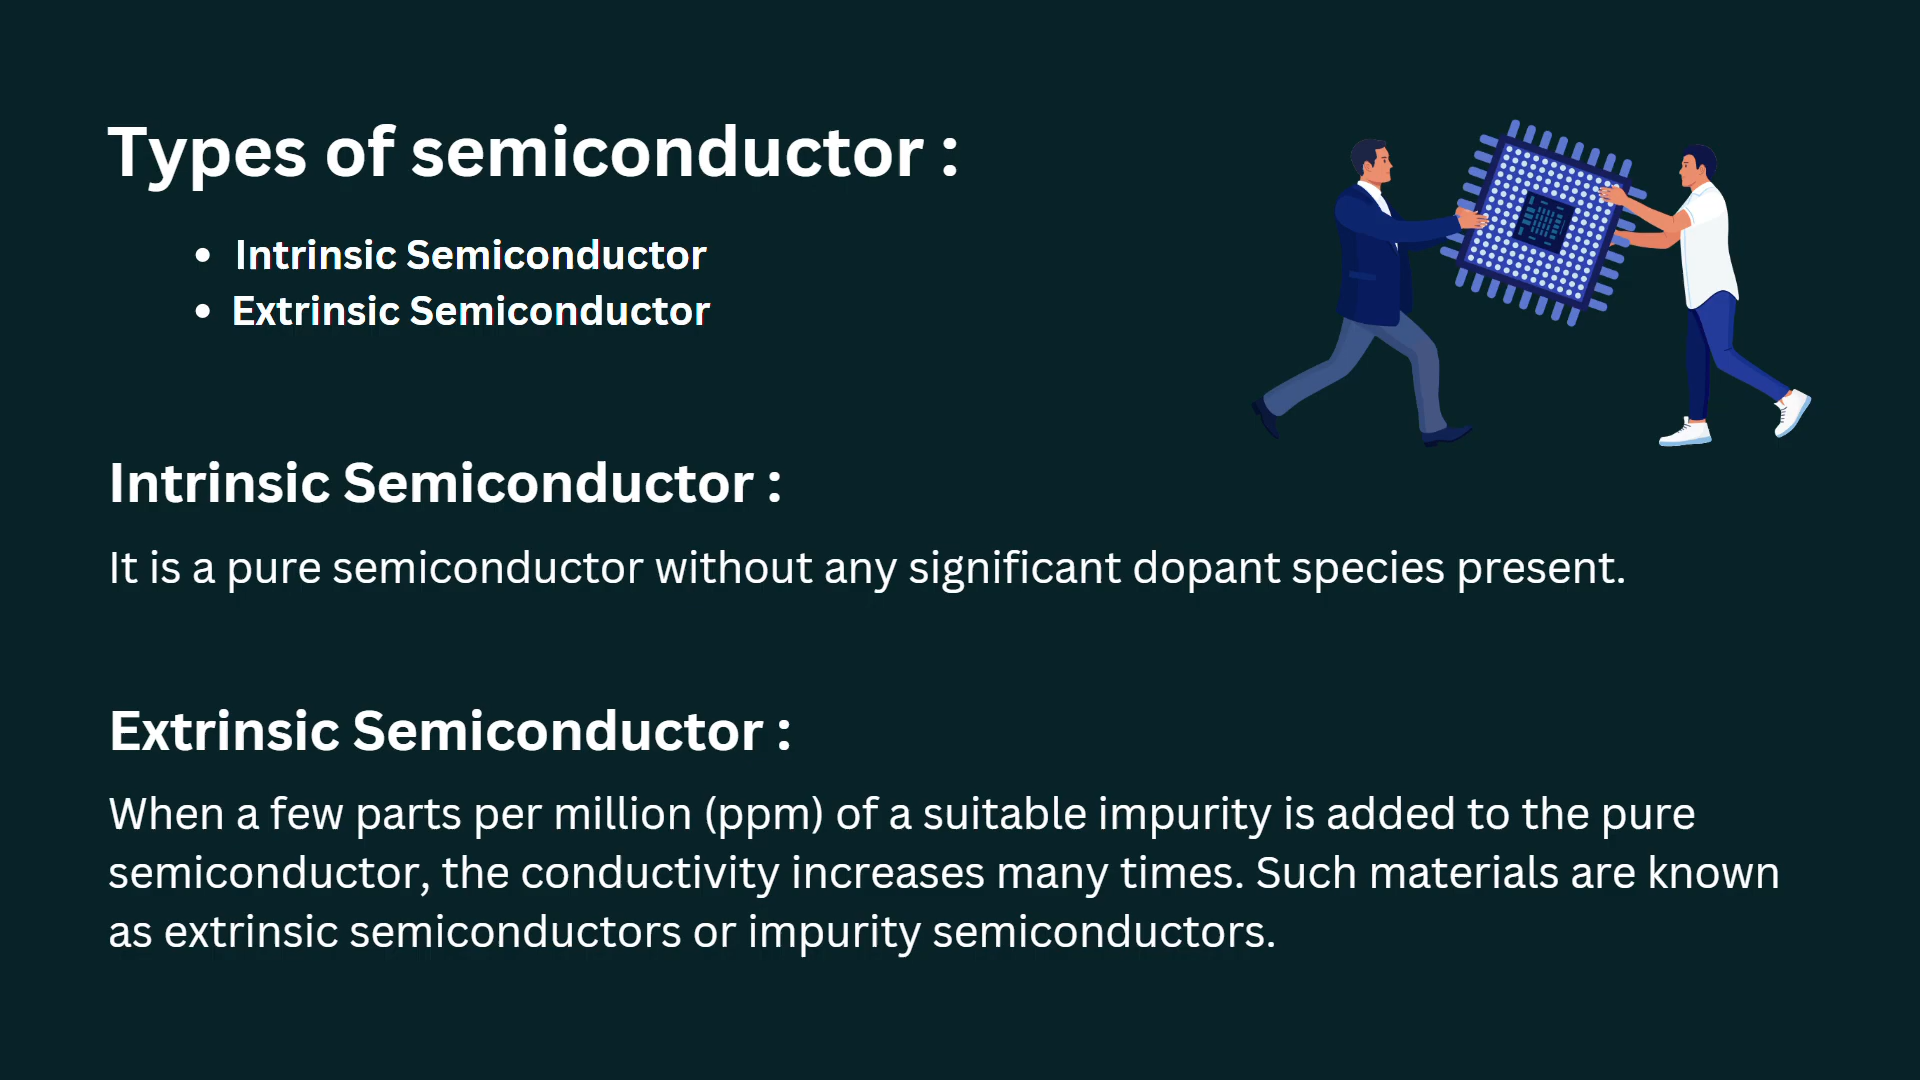 Types of semiconductor :
• Intrinsic Semiconductor
• Extrinsic Semiconductor
Intrinsic Semiconductor :
It is a pure semiconductor without any significant dopant species present.
Extrinsic Semiconductor :
When a few parts per million (ppm) of a suitable impurity is added to the pure
semiconductor, the conductivity increases many times. Such materials are known
as extrinsic semiconductors or impurity semiconductors.